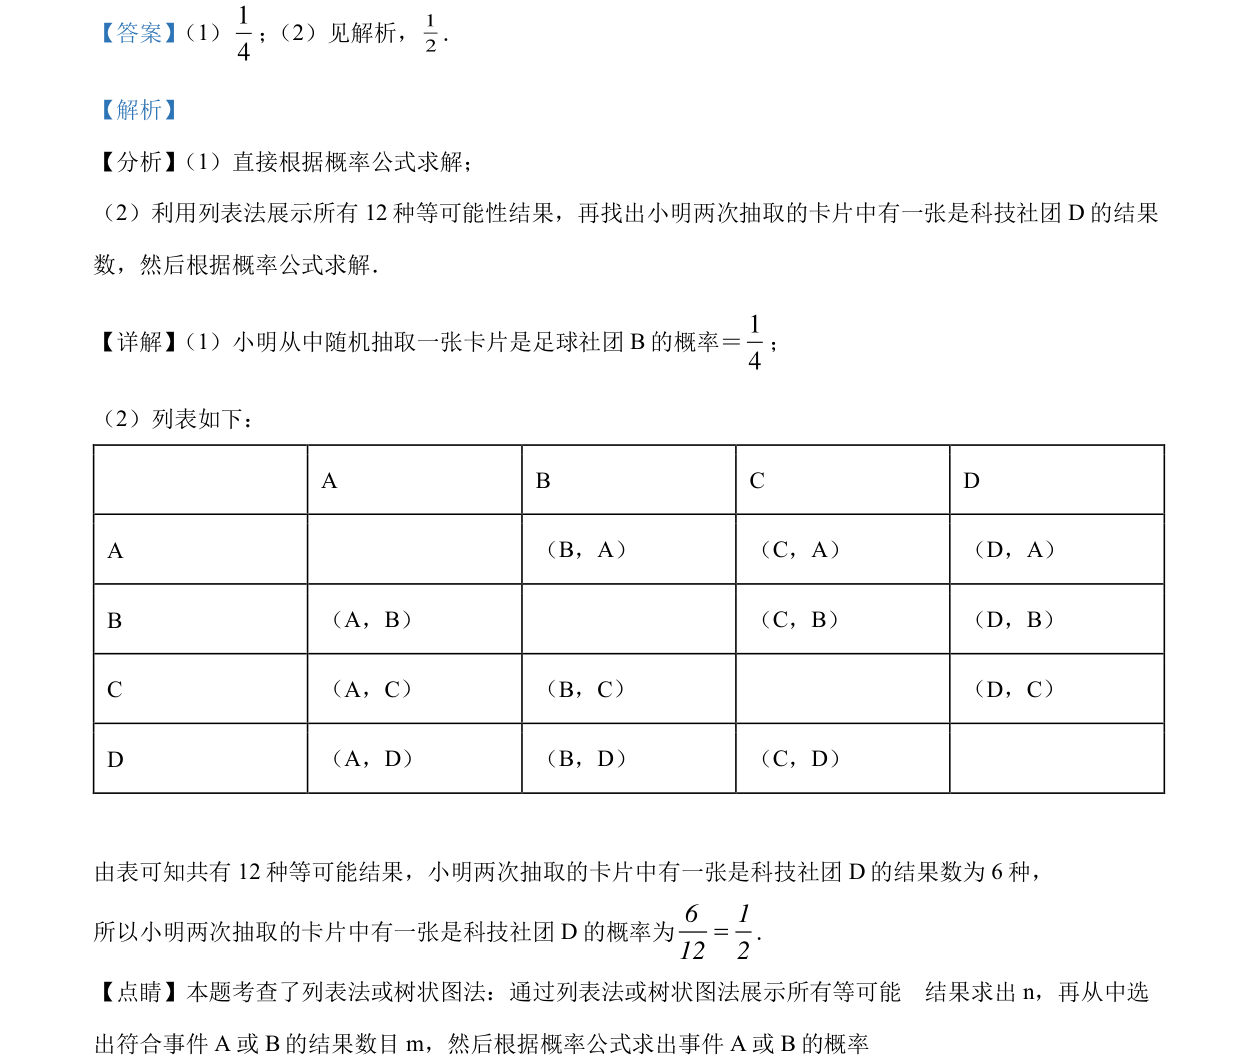 【答案】（1）1/4；（2）见解析，1/2．
【解析】
【分析】（1）直接根据概率公式求解；
（2）利用列表法展示所有 12 种等可能性结果，再找出小明两次抽取的卡片中有一张是科技社团 D 的结果
数，然后根据概率公式求解．
【详解】（1）小明从中随机抽取一张卡片是足球社团 B 的概率＝1/4；
（2）列表如下：
A B C D
A （B，A） （C，A） （D，A）
B （A，B） （C，B） （D，B）
C （A，C） （B，C） （D，C）
D （A，D） （B，D） （C，D）
由表可知共有 12 种等可能结果，小明两次抽取的卡片中有一张是科技社团 D 的结果数为 6 种，
所以小明两次抽取的卡片中有一张是科技社团 D 的概率为6/12=1/2．
【点睛】本题考查了列表法或树状图法：通过列表法或树状图法展示所有等可能 结果求出 n，再从中选
出符合事件 A 或 B 的结果数目 m，然后根据概率公式求出事件 A 或 B 的概率